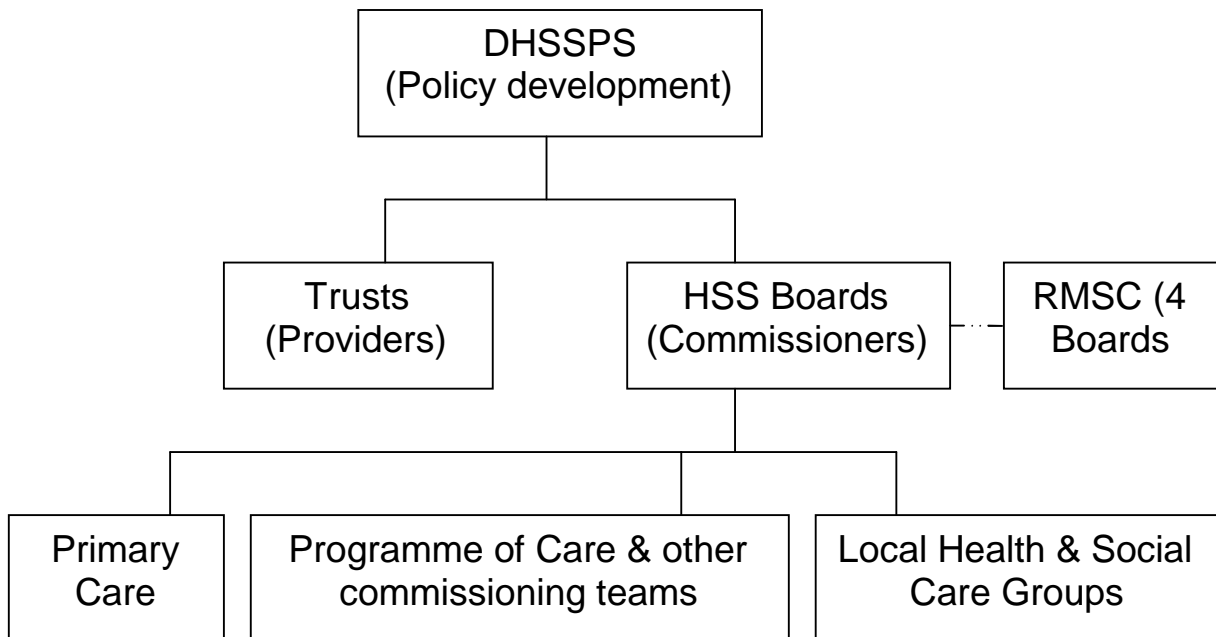 DHSSPS
(Policy development)
Trusts
(Providers)
HSS Boards
(Commissioners)
RMSC (4
Boards
Primary
Care
Programme of Care & other
commissioning teams
Local Health & Social
Care Groups